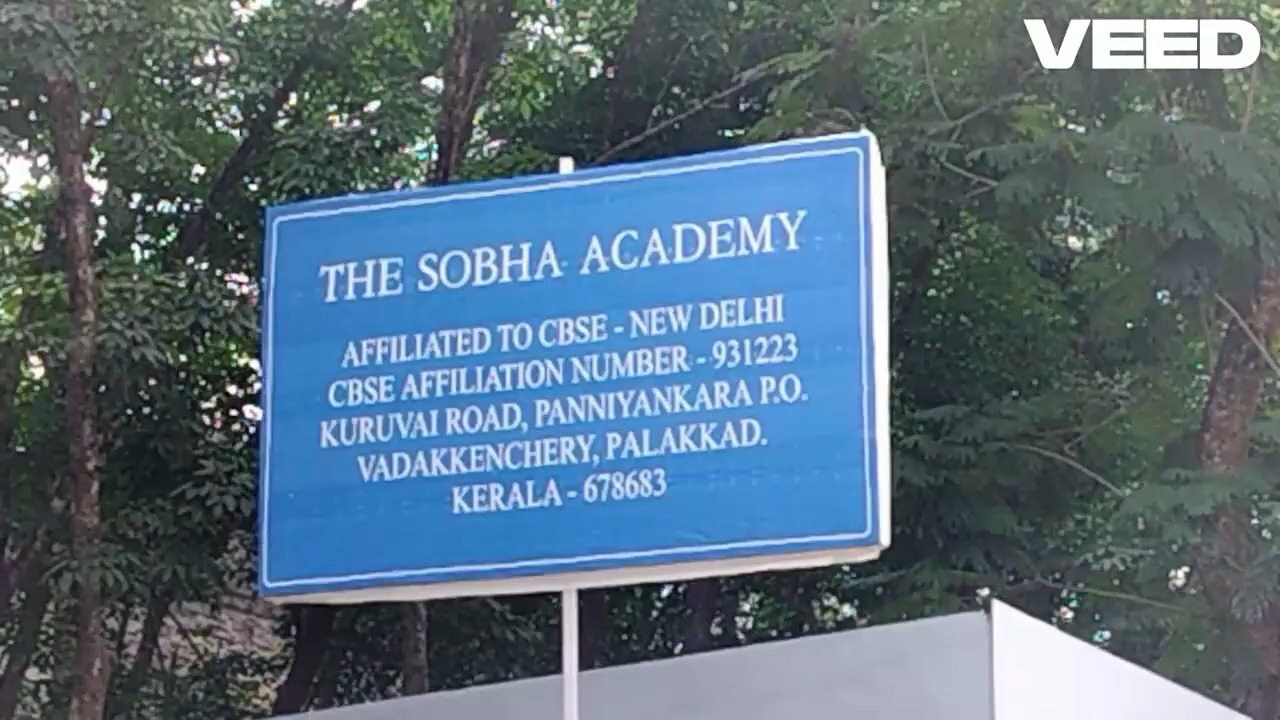 VEED
THE SOBHA ACADEMY
AFFILIATED TO CBSE - NEW DELHI
CBSE AFFILIATION NUMBER - 931223
KURUVAI ROAD, PANNIYANKARA P.O.
VADAKKENCHERY, PALAKKAD.
KERALA - 678683